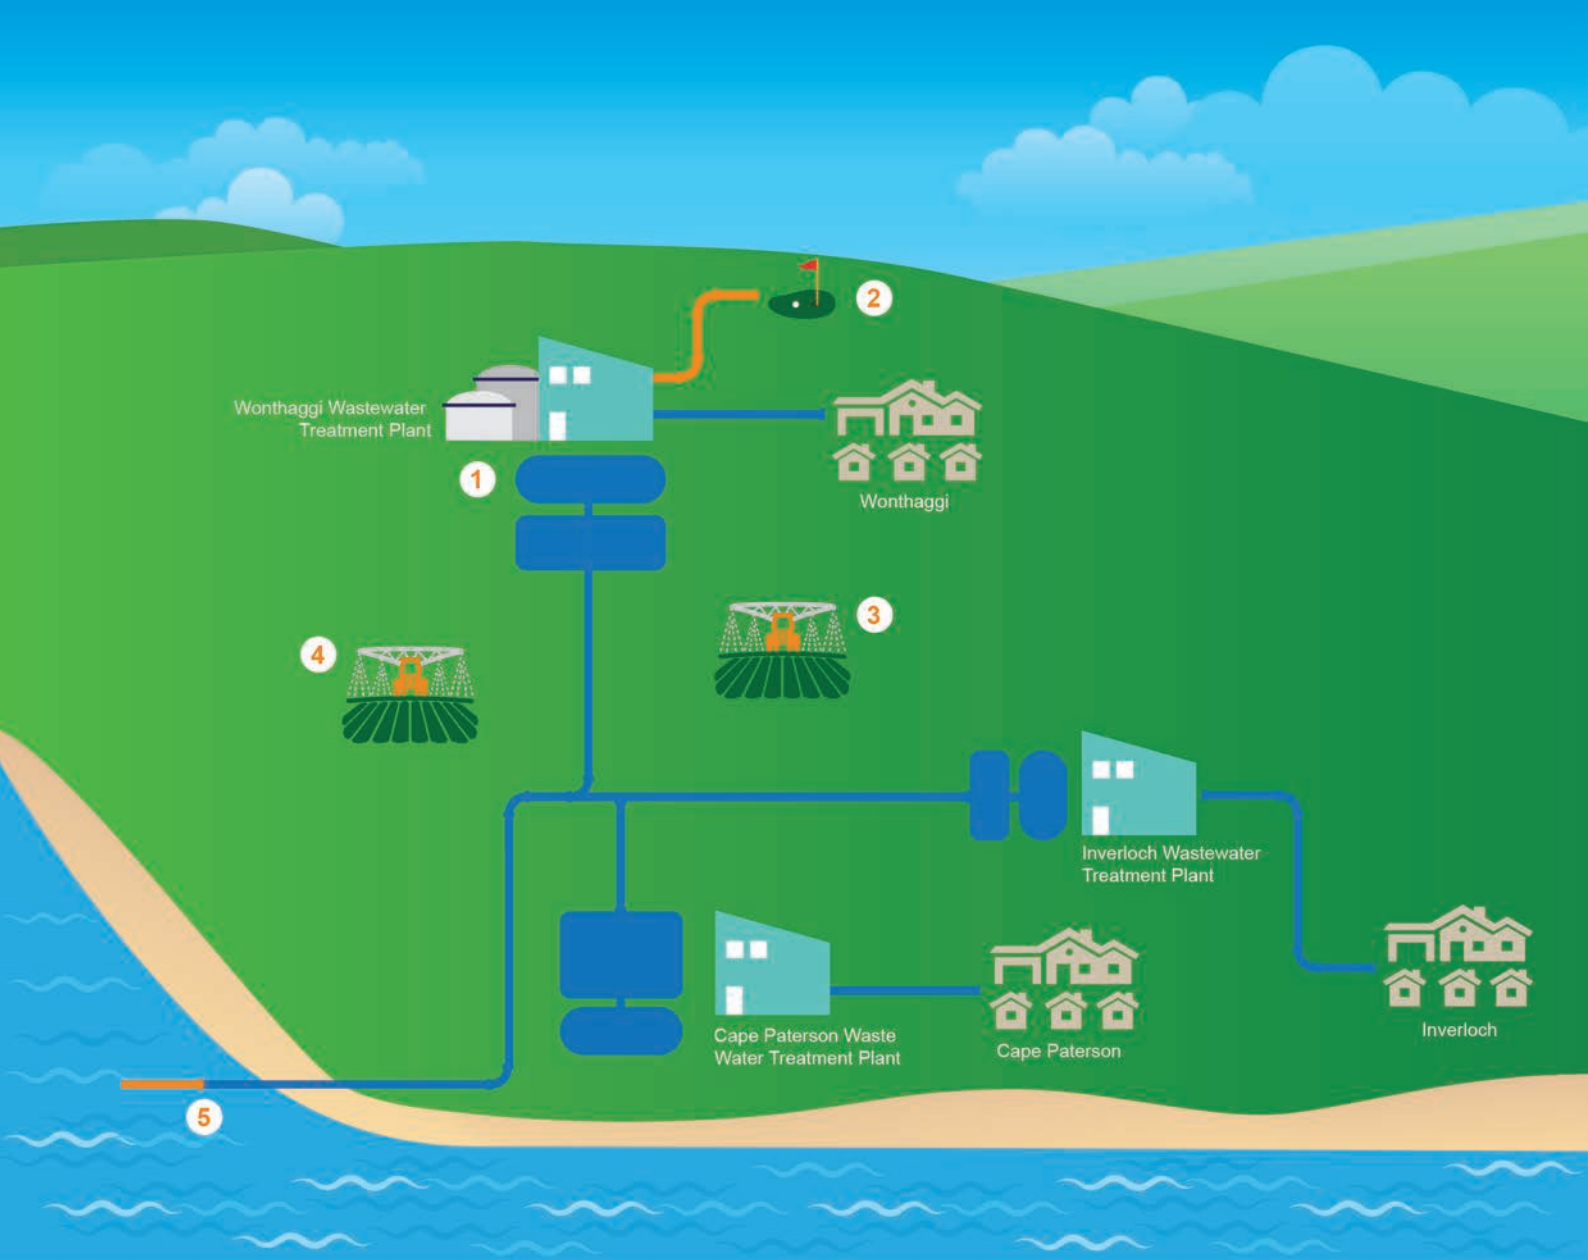 2
Wonthaggi Wastewater
Treatment Plant
1
Wonthaggi
3
4
Inverloch Wastewater
Treatment Plant
Cape Paterson Waste
Water Treatment Plant
Cape Paterson
Inverloch
5